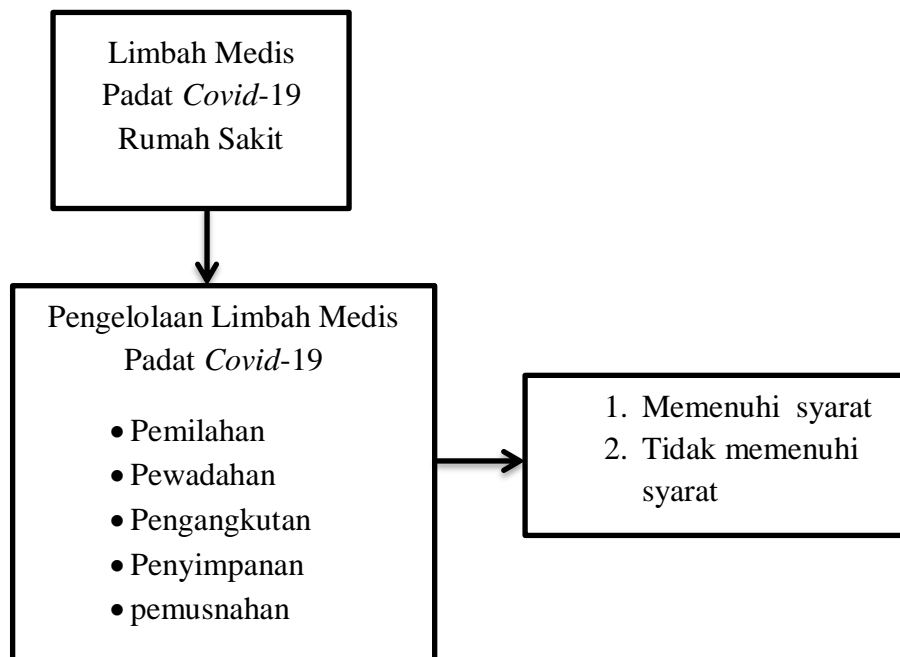 Limbah Medis
Padat Covid-19
Rumah Sakit
Pengelolaan Limbah Medis
Padat Covid-19
• Pemilahan
• Pewadahan
• Pengangkutan
• Penyimpanan
• pemusnahan
1. Memenuhi syarat
2. Tidak memenuhi
syarat